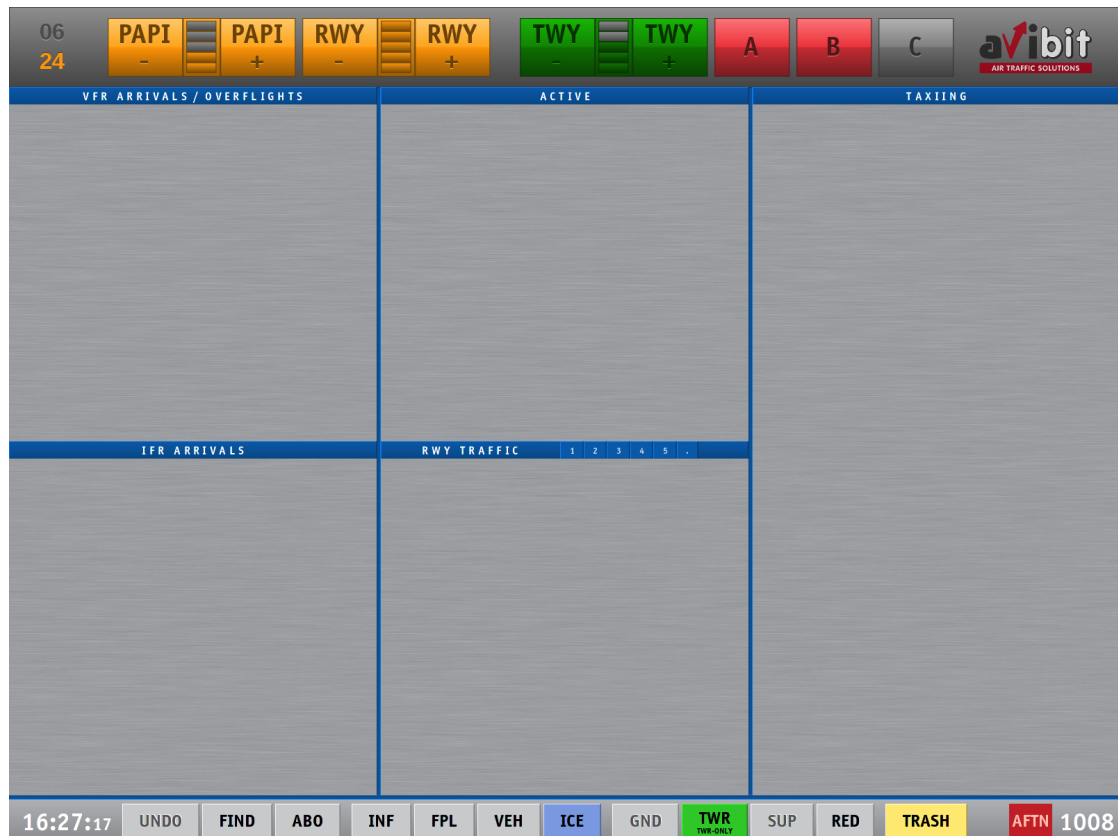 06
24
PAPI - PAPI + RWY - RWY + TWY - TWY + A B C
avibit
AIR TRAFFIC SOLUTIONS
VFR ARRIVALS / OVERFLIGHTS
ACTIVE
TAXIING
IFR ARRIVALS
RWY TRAFFIC 1 2 3 4 5 .
16:27:17 UNDO FIND ABO INF FPL VEH ICE GND TWR TWR-ONLY SUP RED TRASH AFTN 1008